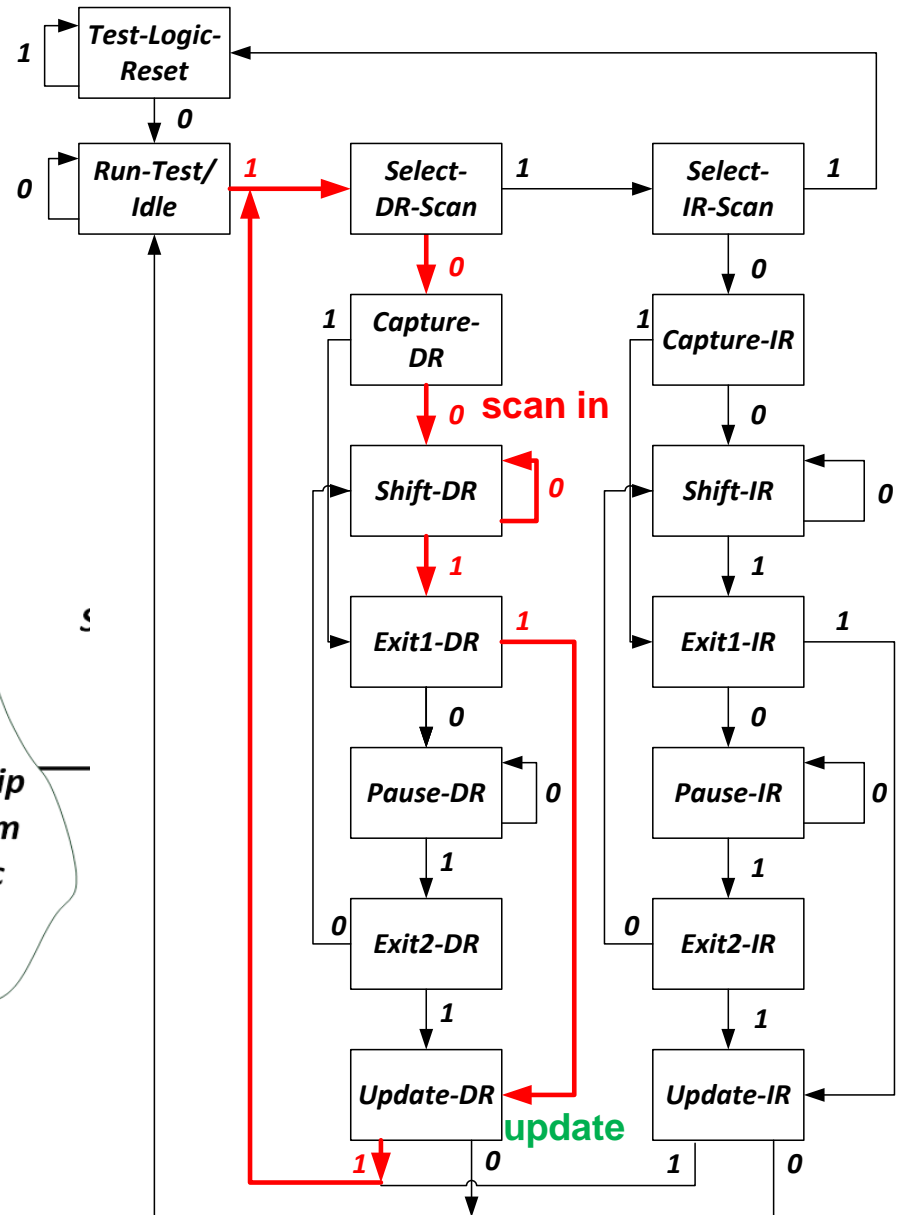 Test-Logic-
Reset
1
0
Run-Test/
Idle
0
1
Select-
DR-Scan
1
Select-
IR-Scan
1
0
0
1
Capture-
DR
1
Capture-IR
0
scan in
0
Shift-DR
0
Shift-IR
0
1
1
Exit1-DR
1
Exit1-IR
1
0
0
Pause-DR
0
Pause-IR
0
ip
m
c
1
1
0
Exit2-DR
0
Exit2-IR
1
1
Update-DR
Update-IR
update
1
0
1
0